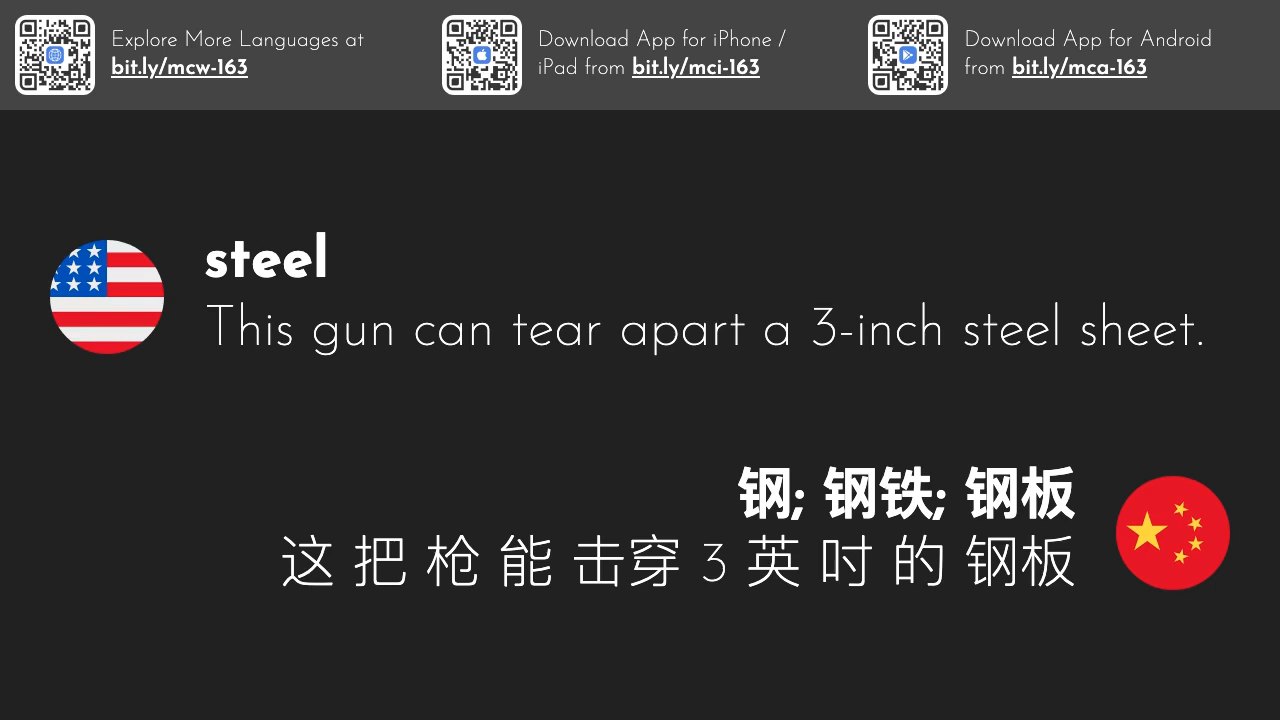 Explore More Languages at
bit.ly/mcw-163
Download App for iPhone /
iPad from bit.ly/mci-163
Download App for Android
from bit.ly/mca-163
steel
This gun can tear apart a 3-inch steel sheet.
钢; 钢铁; 钢板
这 把 枪 能 击穿 3 英 吋 的 钢板